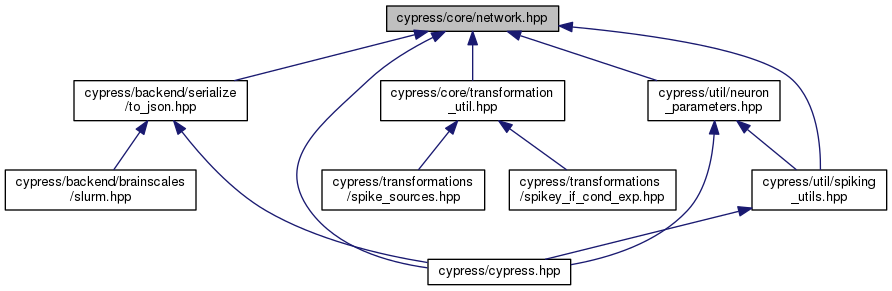 cypress/core/network.hpp
cypress/backend/serialize
/to_json.hpp
cypress/core/transformation
_util.hpp
cypress/util/neuron
_parameters.hpp
cypress/backend/brainscales
/slurm.hpp
cypress/transformations
/spike_sources.hpp
cypress/transformations
/spikey_if_cond_exp.hpp
cypress/util/spiking
_utils.hpp
cypress/cypress.hpp